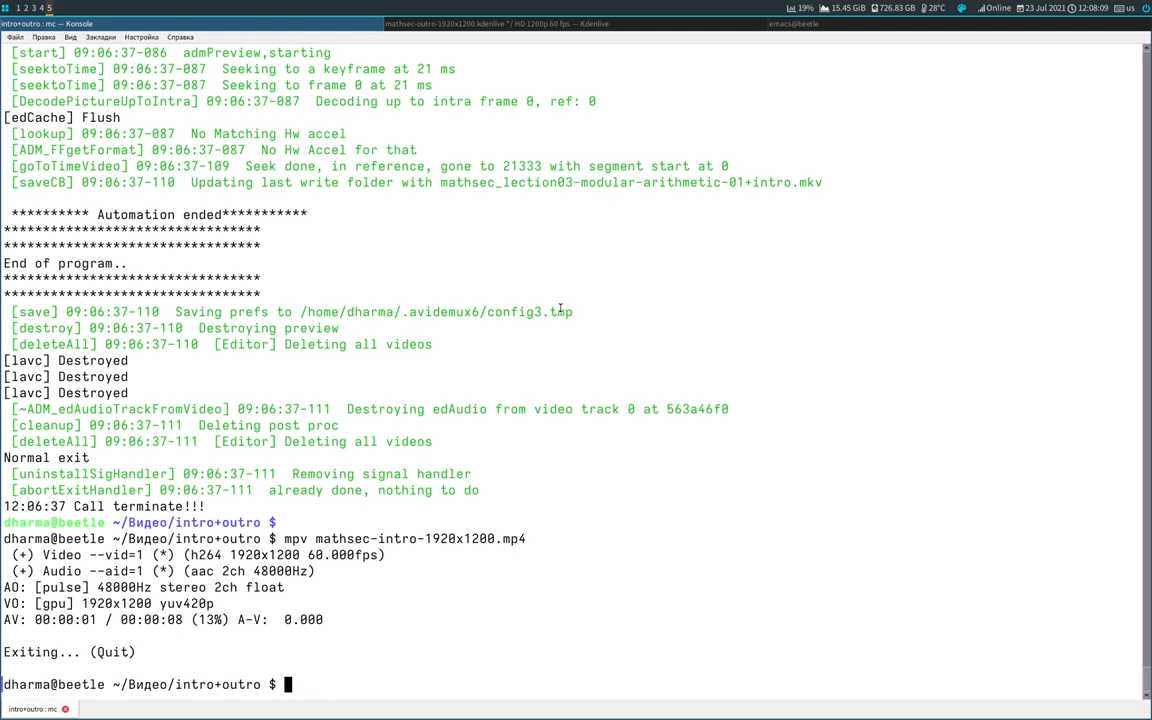 1 2 3 4 5 19% 15.45 GiB 726.83 GB 28°C Online 23 Jul 2021 12:08:09 us
intro+outro : mc — Konsole mathsec-outro-1920x1200.kdenlive */ HD 1200p 60 fps — Kdenlive emacs@beetle
Файл Правка Вид Закладки Настройка Справка
[start] 09:06:37-086 admPreview,starting
[seektoTime] 09:06:37-087 Seeking to a keyframe at 21 ms
[seektoTime] 09:06:37-087 Seeking to frame 0 at 21 ms
[DecodePictureUpToIntra] 09:06:37-087 Decoding up to intra frame 0, ref: 0
[edCache] Flush
[lookup] 09:06:37-087 No Matching Hw accel
[ADM_FFgetFormat] 09:06:37-087 No Hw Accel for that
[goToTimeVideo] 09:06:37-109 Seek done, in reference, gone to 21333 with segment start at 0
[saveCB] 09:06:37-110 Updating last write folder with mathsec_lection03-modular-arithmetic-01+intro.mkv
********** Automation ended***********
*********************************
*********************************
End of program..
*********************************
*********************************
[save] 09:06:37-110 Saving prefs to /home/dharma/.avidemux6/config3.tmp
[destroy] 09:06:37-110 Destroying preview
[deleteAll] 09:06:37-110 [Editor] Deleting all videos
[lavc] Destroyed
[lavc] Destroyed
[lavc] Destroyed
[~ADM_edAudioTrackFromVideo] 09:06:37-111 Destroying edAudio from video track 0 at 563a46f0
[cleanup] 09:06:37-111 Deleting post proc
[deleteAll] 09:06:37-111 [Editor] Deleting all videos
Normal exit
[uninstallSigHandler] 09:06:37-111 Removing signal handler
[abortExitHandler] 09:06:37-111 already done, nothing to do
12:06:37 Call terminate!!!
dharma@beetle ~/Видео/intro+outro $
dharma@beetle ~/Видео/intro+outro $ mpv mathsec-intro-1920x1200.mp4
(+) Video --vid=1 (*) (h264 1920x1200 60.000fps)
(+) Audio --aid=1 (*) (aac 2ch 48000Hz)
AO: [pulse] 48000Hz stereo 2ch float
VO: [gpu] 1920x1200 yuv420p
AV: 00:00:01 / 00:00:08 (13%) A-V: 0.000
Exiting... (Quit)
dharma@beetle ~/Видео/intro+outro $
intro+outro : mc